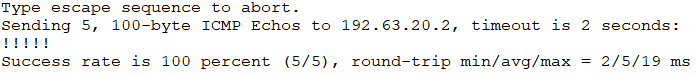 Type escape sequence to abort.
Sending 5, 100-byte ICMP Echos to 192.63.20.2, timeout is 2 seconds:
!!!!!
Success rate is 100 percent (5/5), round-trip min/avg/max = 2/5/19 ms